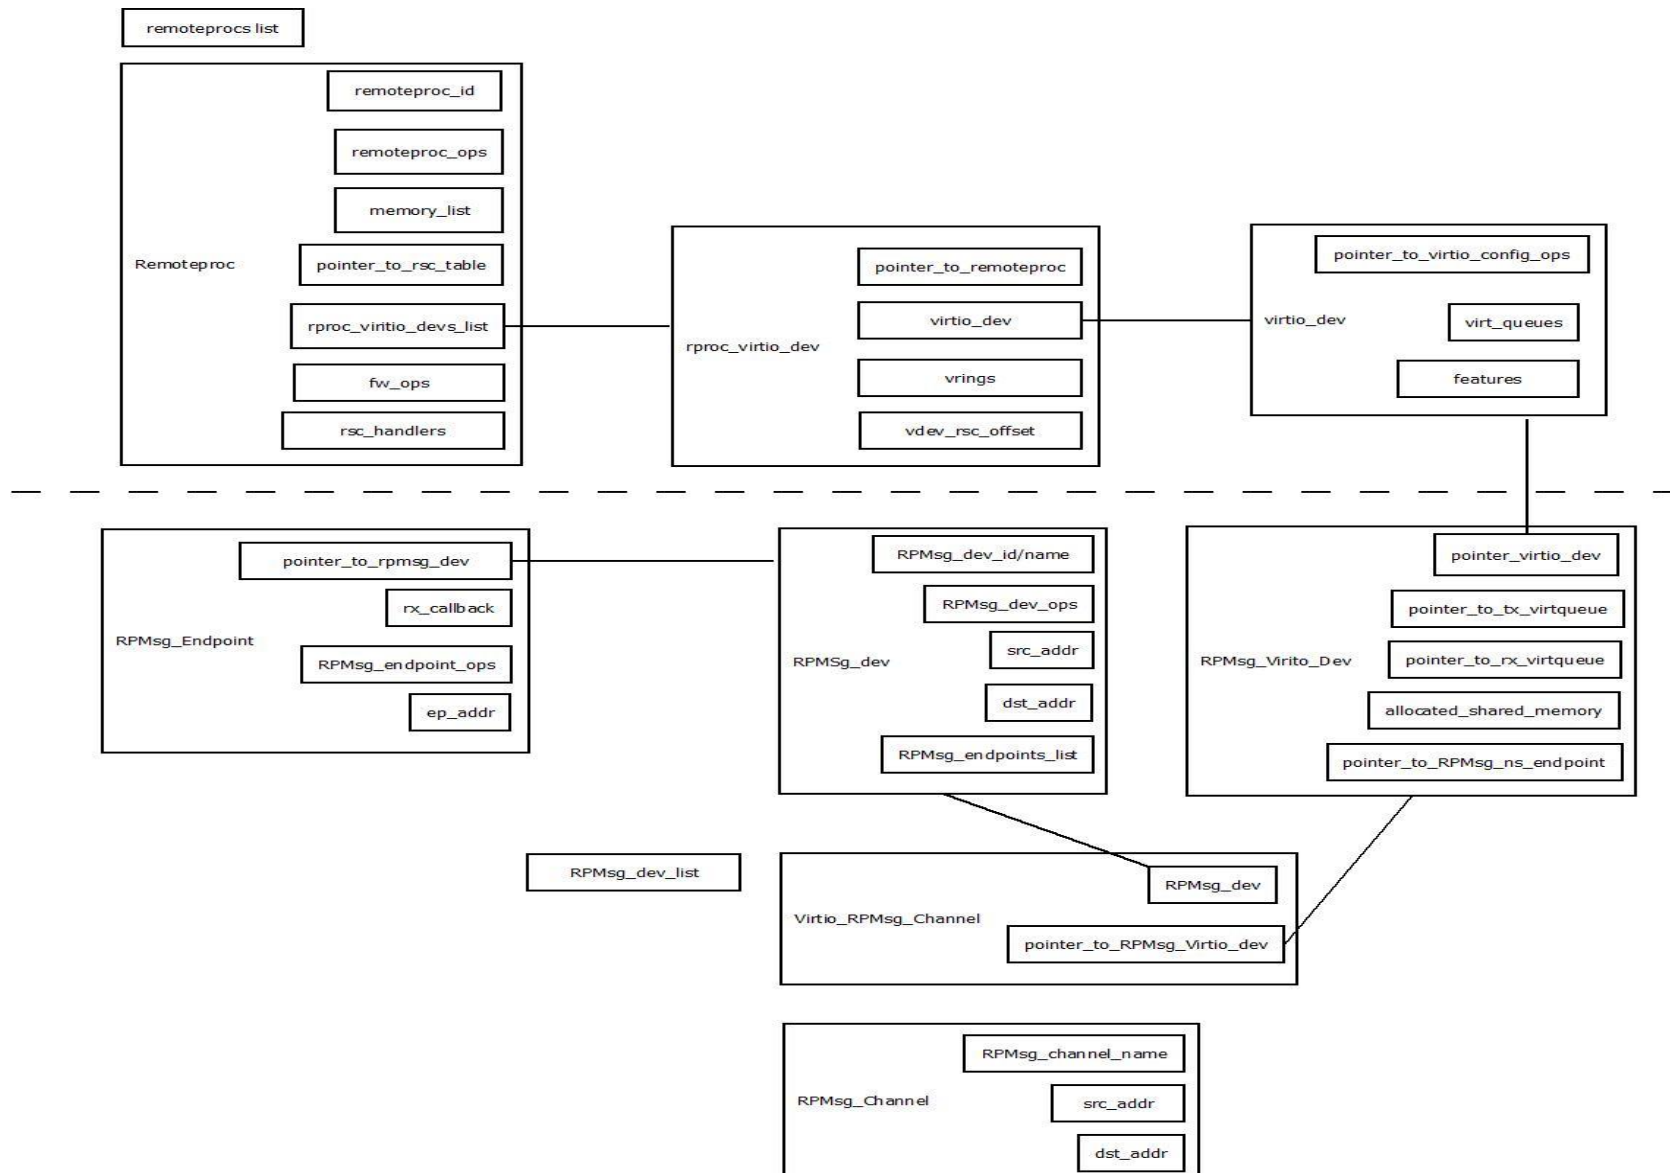 remoteprocs list
Remoteproc
remoteproc_id
remoteproc_ops
memory_list
pointer_to_rsc_table
rproc_viritio_devs_list
fw_ops
rsc_handlers
rproc_virtio_dev
pointer_to_remoteproc
virtio_dev
vrings
vdev_rsc_offset
virtio_dev
pointer_to_virtio_config_ops
virt_queues
features
RPMsg_Endpoint
pointer_to_rpmsg_dev
rx_callback
RPMsg_endpoint_ops
ep_addr
RPMSg_dev
RPMsg_dev_id/name
RPMsg_dev_ops
src_addr
dst_addr
RPMsg_endpoints_list
RPMsg_Virito_Dev
pointer_virtio_dev
pointer_to_tx_virtqueue
pointer_to_rx_virtqueue
allocated_shared_memory
pointer_to_RPMsg_ns_endpoint
RPMsg_dev_list
Virtio_RPMsg_Channel
RPMsg_dev
pointer_to_RPMsg_Virtio_dev
RPMsg_Channel
RPMsg_channel_name
src_addr
dst_addr